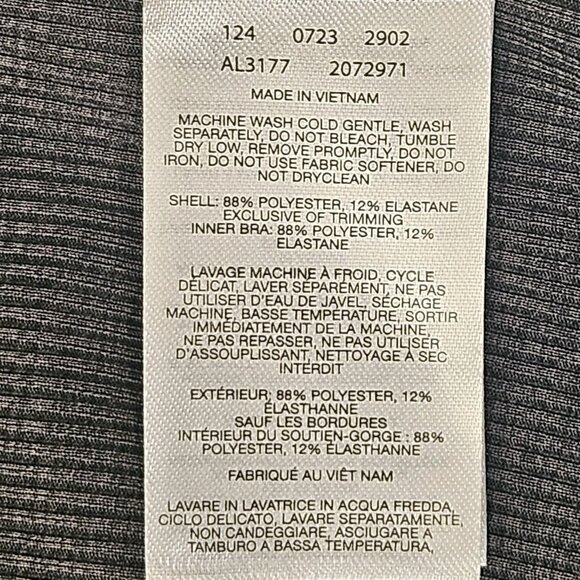 124 0723 2902
AL3177 2072971
MADE IN VIETNAM
MACHINE WASH COLD GENTLE, WASH
SEPARATELY, DO NOT BLEACH, TUMBLE
DRY LOW, REMOVE PROMPTLY, DO NOT
IRON, DO NOT USE FABRIC SOFTENER, DO
NOT DRYCLEAN
SHELL: 88% POLYESTER, 12% ELASTANE
EXCLUSIVE OF TRIMMING
INNER BRA: 88% POLYESTER, 12%
ELASTANE
LAVAGE MACHINE À FROID, CYCLE
DÉLICAT, LAVER SÉPARÉMENT, NE PAS
UTILISER D'EAU DE JAVEL, SÉCHAGE
MACHINE, BASSE TEMPÉRATURE, SORTIR
IMMÉDIATEMENT DE LA MACHINE,
NE PAS REPASSER, NE PAS UTILISER
D'ASSOUPLISSANT, NETTOYAGE À SEC
INTERDIT
EXTÉRIEUR: 88% POLYESTER, 12%
ÉLASTHANNE
SAUF LES BORDURES
INTÉRIEUR DU SOUTIEN-GORGE : 88%
POLYESTER, 12% ÉLASTHANNE
FABRIQUÉ AU VIÊT NAM
LAVARE IN LAVATRICE IN ACQUA FREDDA,
CICLO DELICATO, LAVARE SEPARATAMENTE,
NON CANDEGGIARE, ASCIUGARE A
TAMBURO A BASSA TEMPERATURA,